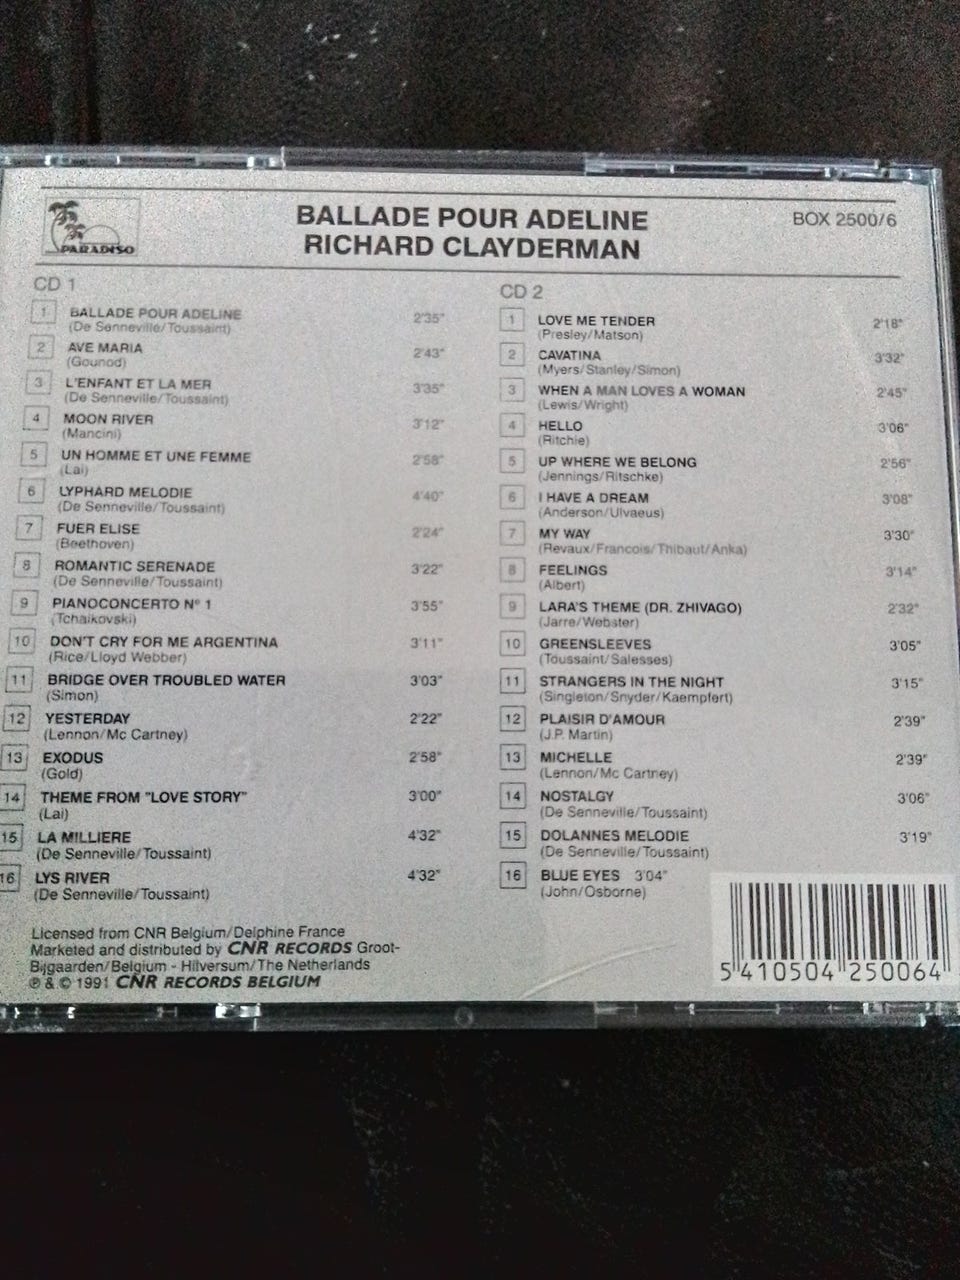 PARADISO
BALLADE POUR ADELINE
RICHARD CLAYDERMAN
BOX 2500/6
CD 1
1 BALLADE POUR ADELINE 2'35"
(De Senneville/Toussaint)
2 AVE MARIA 2'43"
(Gounod)
3 L'ENFANT ET LA MER 3'35"
(De Senneville/Toussaint)
4 MOON RIVER 3'12"
(Mancini)
5 UN HOMME ET UNE FEMME 2'58"
(Lai)
6 LYPHARD MELODIE 4'40"
(De Senneville/Toussaint)
7 FUER ELISE 2'24"
(Beethoven)
8 ROMANTIC SERENADE 3'22"
(De Senneville/Toussaint)
9 PIANOCONCERTO N° 1 3'55"
(Tchaikovski)
10 DON'T CRY FOR ME ARGENTINA 3'11"
(Rice/Lloyd Webber)
11 BRIDGE OVER TROUBLED WATER 3'03"
(Simon)
12 YESTERDAY 2'22"
(Lennon/Mc Cartney)
13 EXODUS 2'58"
(Gold)
14 THEME FROM "LOVE STORY" 3'00"
(Lai)
15 LA MILLIERE 4'32"
(De Senneville/Toussaint)
16 LYS RIVER 4'32"
(De Senneville/Toussaint)
CD 2
1 LOVE ME TENDER 2'18"
(Presley/Matson)
2 CAVATINA 3'32"
(Myers/Stanley/Simon)
3 WHEN A MAN LOVES A WOMAN 2'45"
(Lewis/Wright)
4 HELLO 3'06"
(Ritchie)
5 UP WHERE WE BELONG 2'56"
(Jennings/Ritschke)
6 I HAVE A DREAM 3'08"
(Anderson/Ulvaeus)
7 MY WAY 3'30"
(Revaux/Francois/Thibaut/Anka)
8 FEELINGS 3'14"
(Albert)
9 LARA'S THEME (DR. ZHIVAGO) 2'32"
(Jarre/Webster)
10 GREENSLEEVES 3'05"
(Toussaint/Salesses)
11 STRANGERS IN THE NIGHT 3'15"
(Singleton/Snyder/Kaempfert)
12 PLAISIR D'AMOUR 2'39"
(J.P. Martin)
13 MICHELLE 2'39"
(Lennon/Mc Cartney)
14 NOSTALGY 3'06"
(De Senneville/Toussaint)
15 DOLANNES MELODIE 3'19"
(De Senneville/Toussaint)
16 BLUE EYES 3'04"
(John/Osborne)
Licensed from CNR Belgium/Delphine France
Marketed and distributed by CNR RECORDS Groot-
Bijgaarden/Belgium - Hilversum/The Netherlands
℗ & © 1991 CNR RECORDS BELGIUM
5 410504 250064